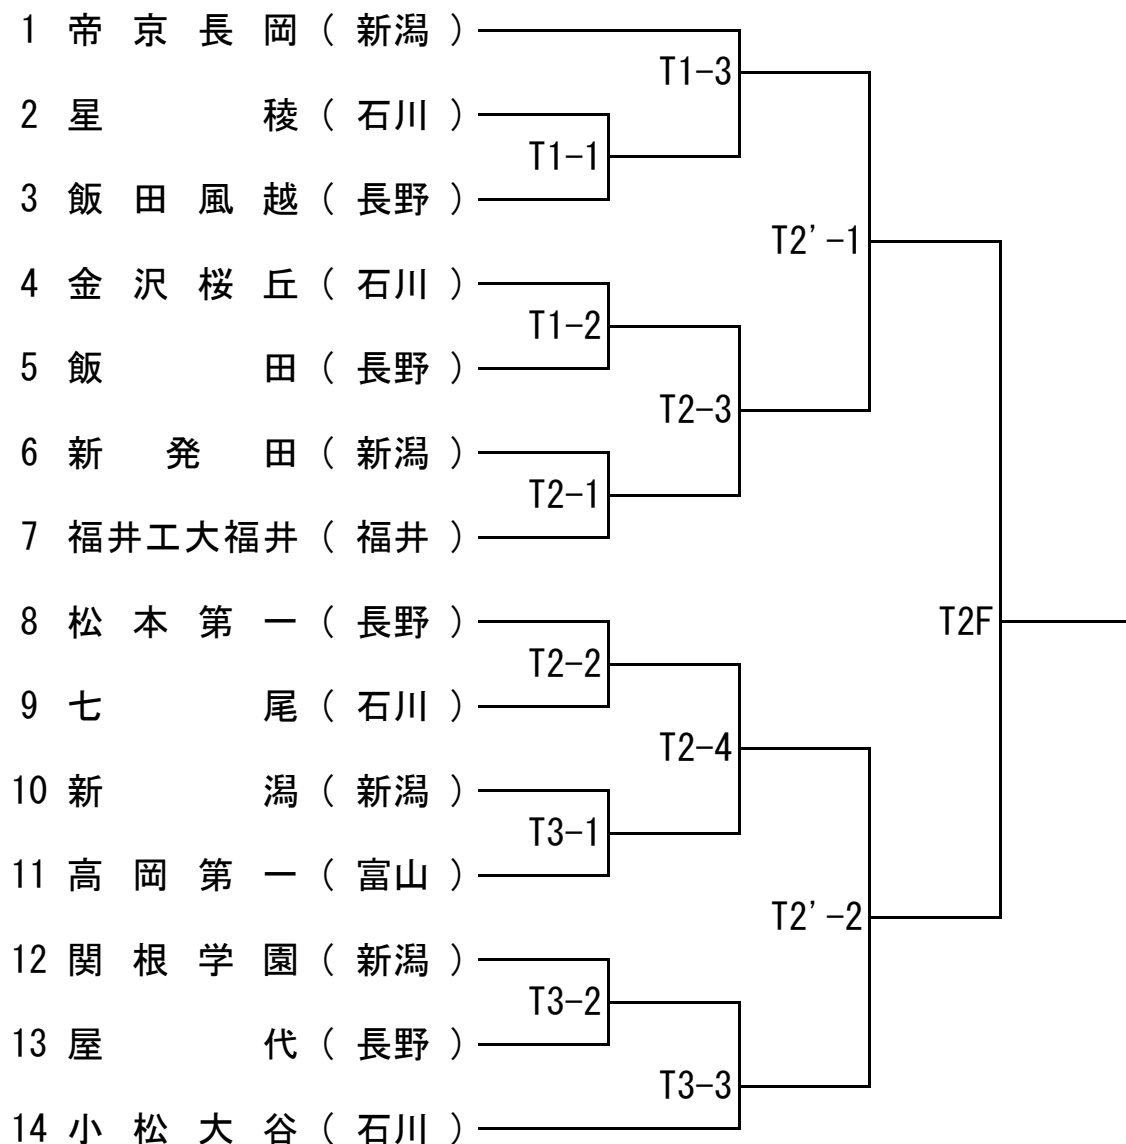 1 帝京長岡 ( 新潟 )
T1-3
2 星稜 ( 石川 )
T1-1
3 飯田風越 ( 長野 )
T2'-1
4 金沢桜丘 ( 石川 )
T1-2
5 飯田 ( 長野 )
T2-3
6 新発田 ( 新潟 )
T2-1
7 福井工大福井 ( 福井 )
8 松本第一 ( 長野 )
T2F
T2-2
9 七尾 ( 石川 )
T2-4
10 新潟 ( 新潟 )
T3-1
11 高岡第一 ( 富山 )
T2'-2
12 関根学園 ( 新潟 )
T3-2
13 屋代 ( 長野 )
T3-3
14 小松大谷 ( 石川 )